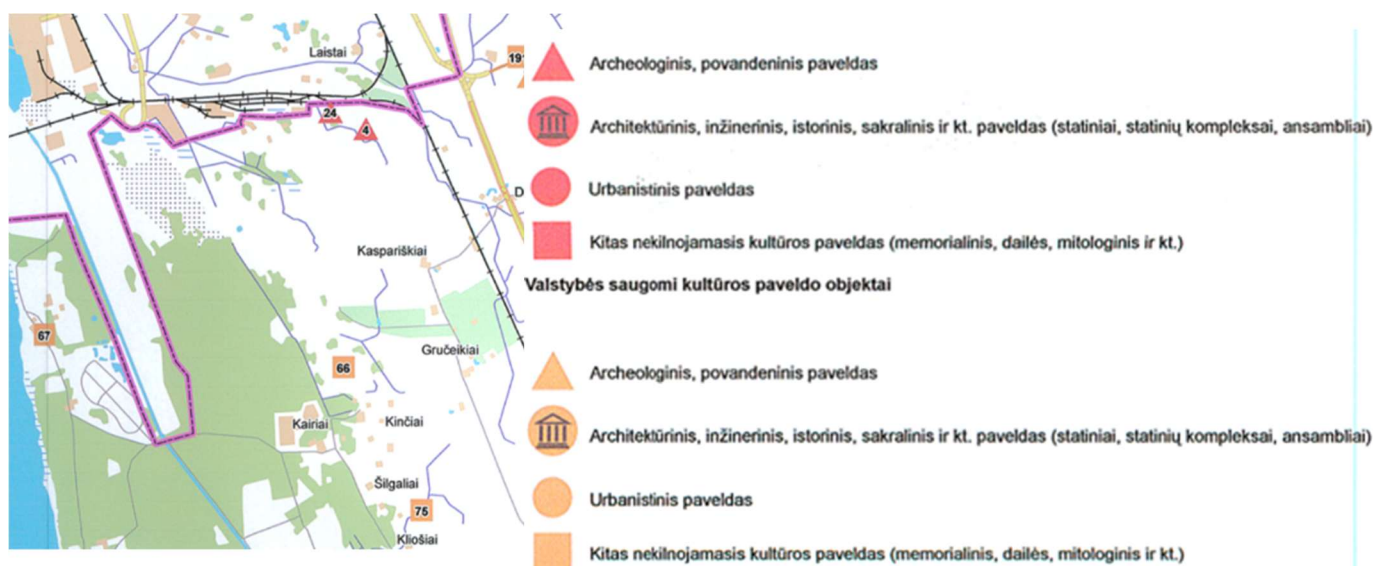 Laistai
191
24
4
D
Kaspariškiai
67
Gručeikiai
66
Kairiai
Kinčiai
Šilgaliai
75
Kliošiai
Archeologinis, povandeninis paveldas
Architektūrinis, inžinerinis, istorinis, sakralinis ir kt. paveldas (statiniai, statinių kompleksai, ansambliai)
Urbanistinis paveldas
Kitas nekilnojamasis kultūros paveldas (memorialinis, dailės, mitologinis ir kt.)
Valstybės saugomi kultūros paveldo objektai
Archeologinis, povandeninis paveldas
Architektūrinis, inžinerinis, istorinis, sakralinis ir kt. paveldas (statiniai, statinių kompleksai, ansambliai)
Urbanistinis paveldas
Kitas nekilnojamasis kultūros paveldas (memorialinis, dailės, mitologinis ir kt.)